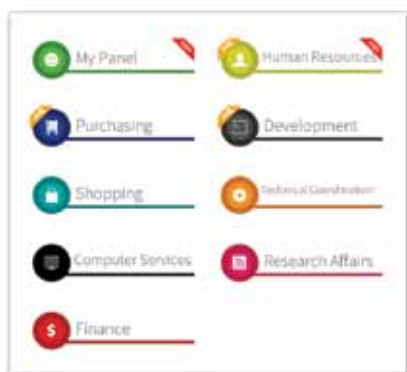 My Panel
Human Resources
Purchasing
Development
Shopping
Technical Coordination
Computer Services
Research Affairs
$ Finance